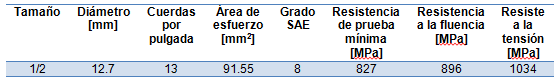 Tamaño Diámetro [mm] Cuerdas por pulgada Área de esfuerzo [mm2] Grado SAE Resistencia de prueba mínima [MPa] Resistencia a la fluencia [MPa] Resiste a la tensión [MPa]
1/2 12.7 13 91.55 8 827 896 1034